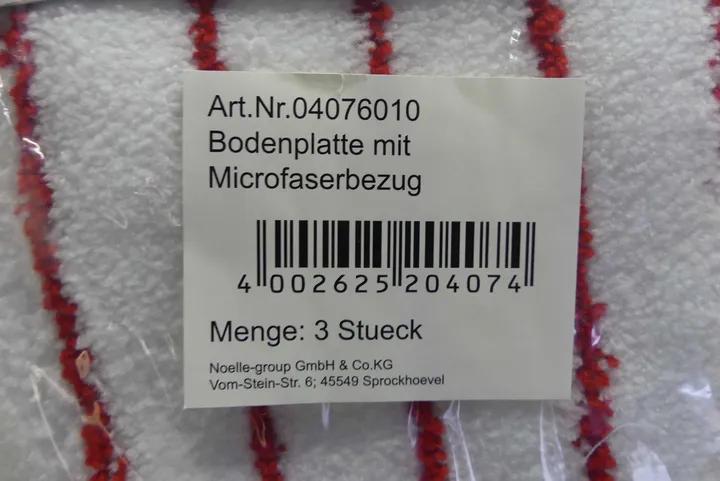 Art.Nr.04076010
Bodenplatte mit
Microfaserbezug
4 002625 204074
Menge: 3 Stueck
Noelle-group GmbH & Co.KG
Vom-Stein-Str. 6; 45549 Sprockhoevel